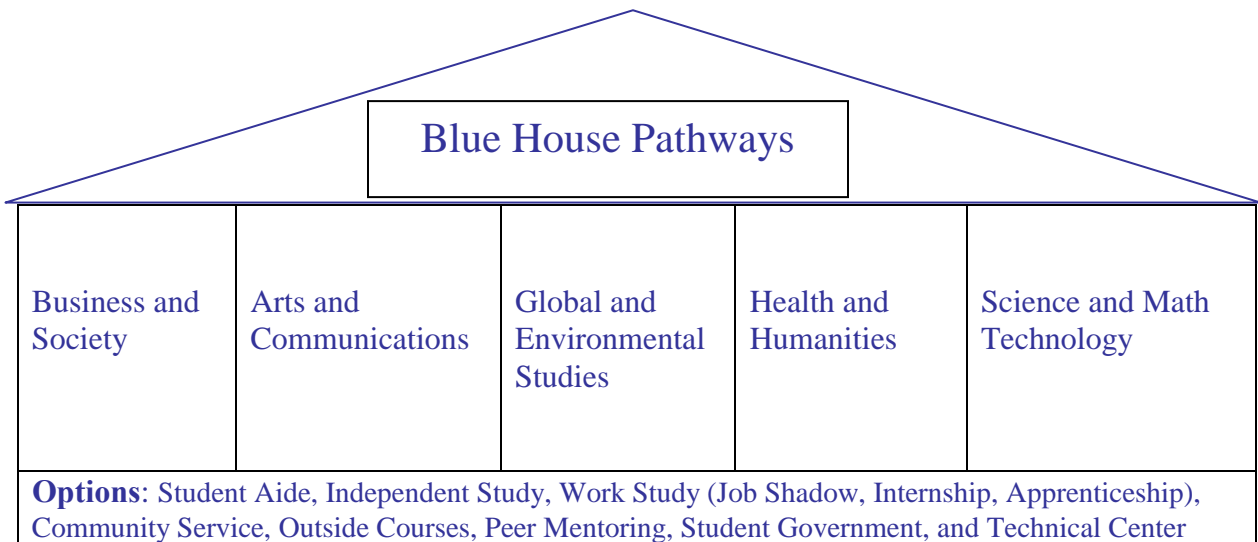 Blue House Pathways
Business and
Society
Arts and
Communications
Global and
Environmental
Studies
Health and
Humanities
Science and Math
Technology
Options: Student Aide, Independent Study, Work Study (Job Shadow, Internship, Apprenticeship),
Community Service, Outside Courses, Peer Mentoring, Student Government, and Technical Center